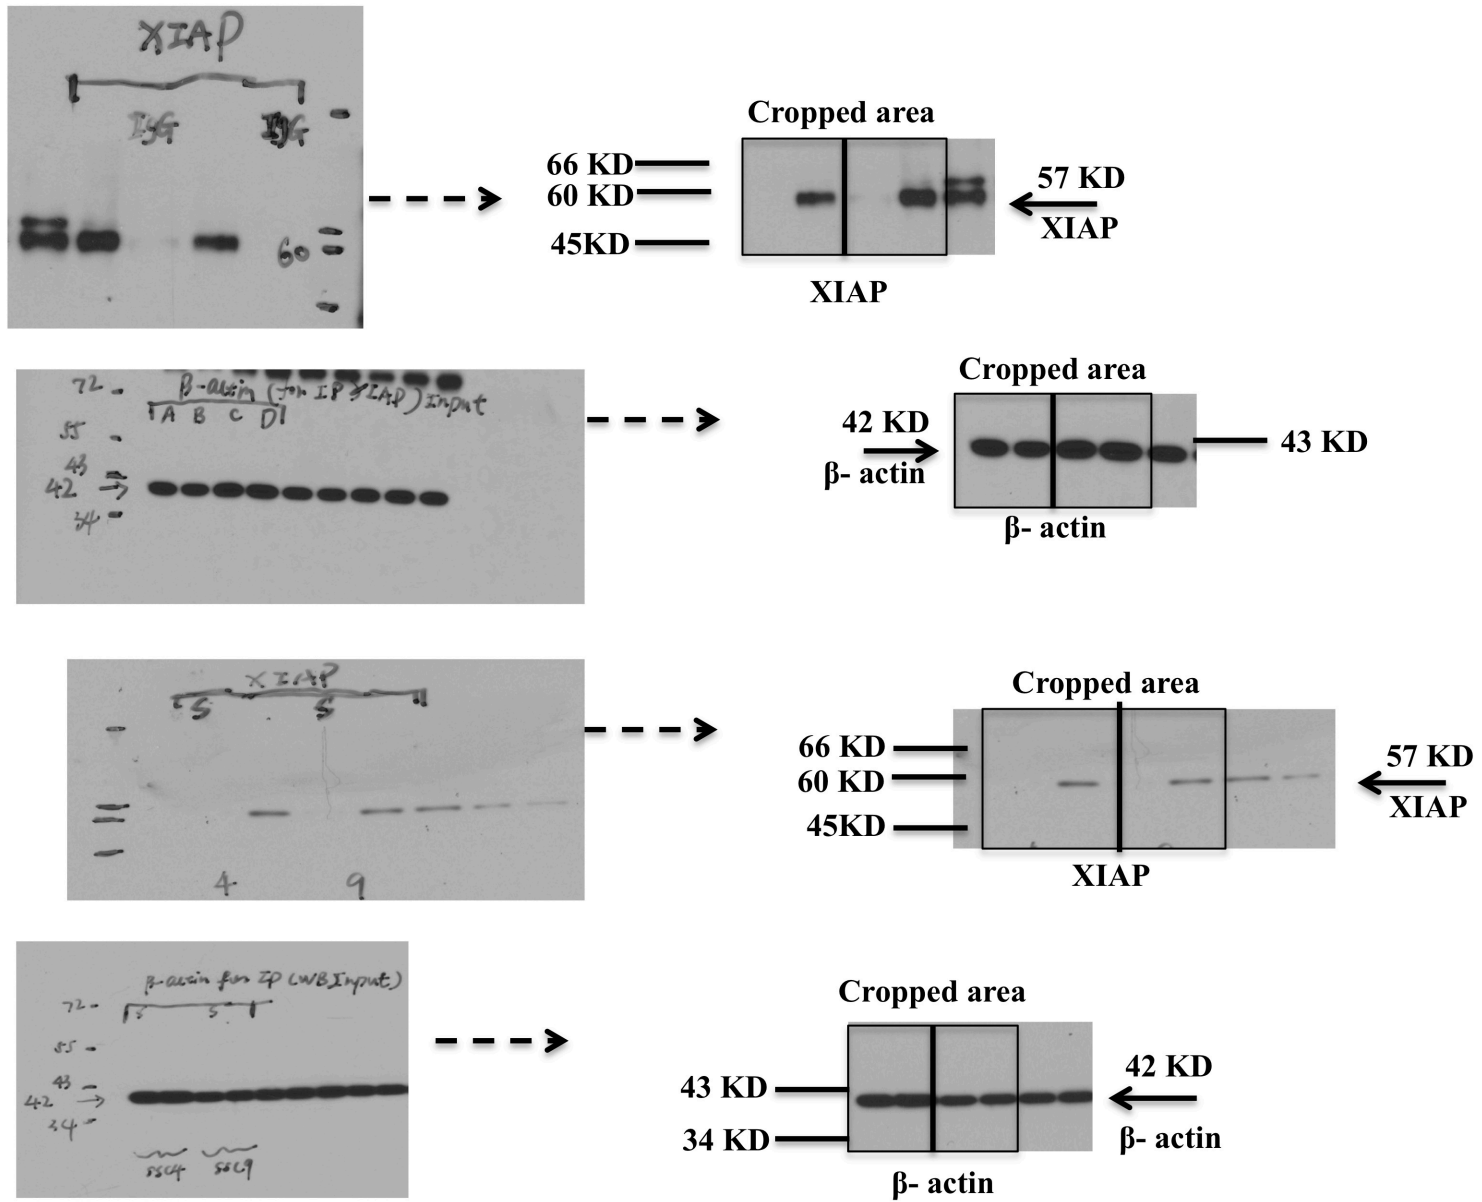 XIAP
IgG IgG
60
Cropped area
66 KD
60 KD
45KD
57 KD
XIAP
XIAP
72
β-actin (for IP XIAP) Input
A B C D
55
43
42
34
Cropped area
42 KD
β- actin
43 KD
β- actin
XIAP
S S
4 9
Cropped area
66 KD
60 KD
45KD
57 KD
XIAP
XIAP
β-actin for IP (WB Input)
72
S S
55
43
42
34
SSC4 SSC9
Cropped area
43 KD
34 KD
42 KD
β- actin
β- actin